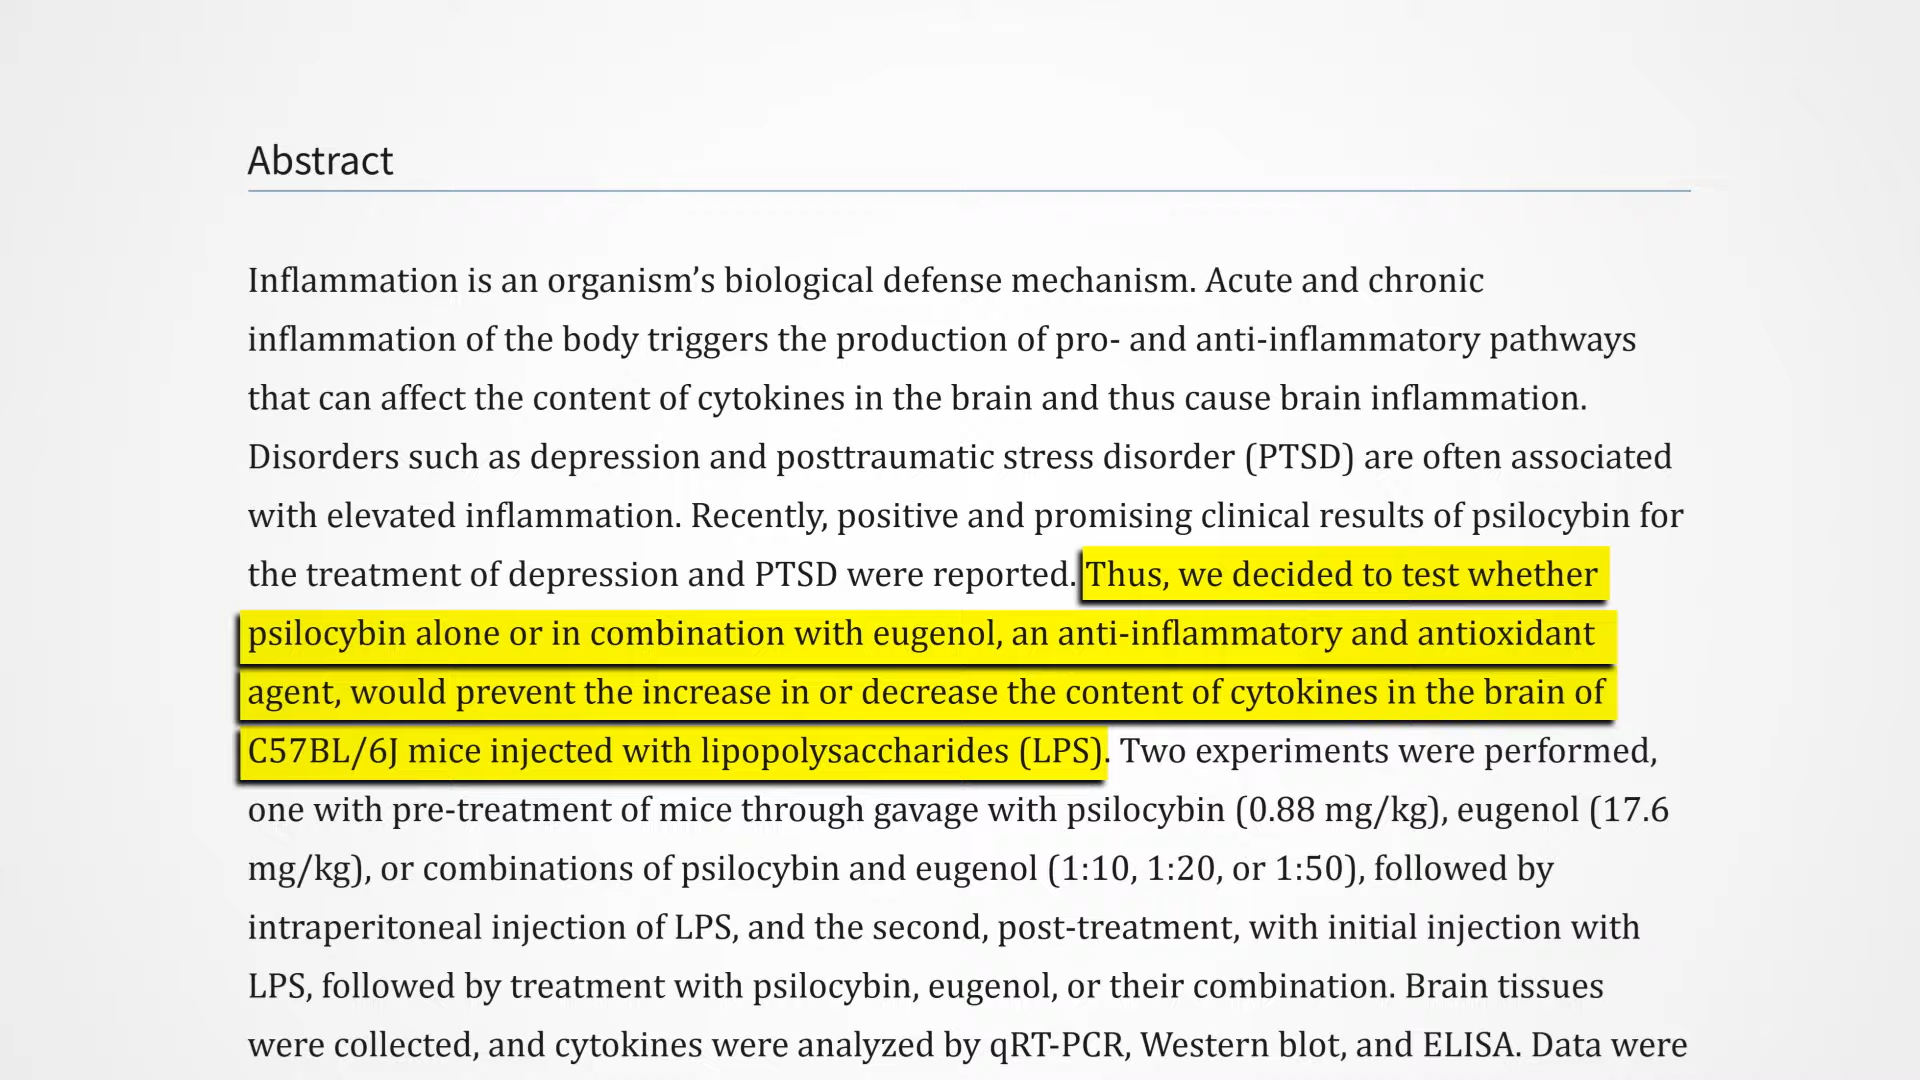 Abstract
Inflammation is an organism’s biological defense mechanism. Acute and chronic
inflammation of the body triggers the production of pro- and anti-inflammatory pathways
that can affect the content of cytokines in the brain and thus cause brain inflammation.
Disorders such as depression and posttraumatic stress disorder (PTSD) are often associated
with elevated inflammation. Recently, positive and promising clinical results of psilocybin for
the treatment of depression and PTSD were reported. Thus, we decided to test whether
psilocybin alone or in combination with eugenol, an anti-inflammatory and antioxidant
agent, would prevent the increase in or decrease the content of cytokines in the brain of
C57BL/6J mice injected with lipopolysaccharides (LPS). Two experiments were performed,
one with pre-treatment of mice through gavage with psilocybin (0.88 mg/kg), eugenol (17.6
mg/kg), or combinations of psilocybin and eugenol (1:10, 1:20, or 1:50), followed by
intraperitoneal injection of LPS, and the second, post-treatment, with initial injection with
LPS, followed by treatment with psilocybin, eugenol, or their combination. Brain tissues
were collected, and cytokines were analyzed by qRT-PCR, Western blot, and ELISA. Data were